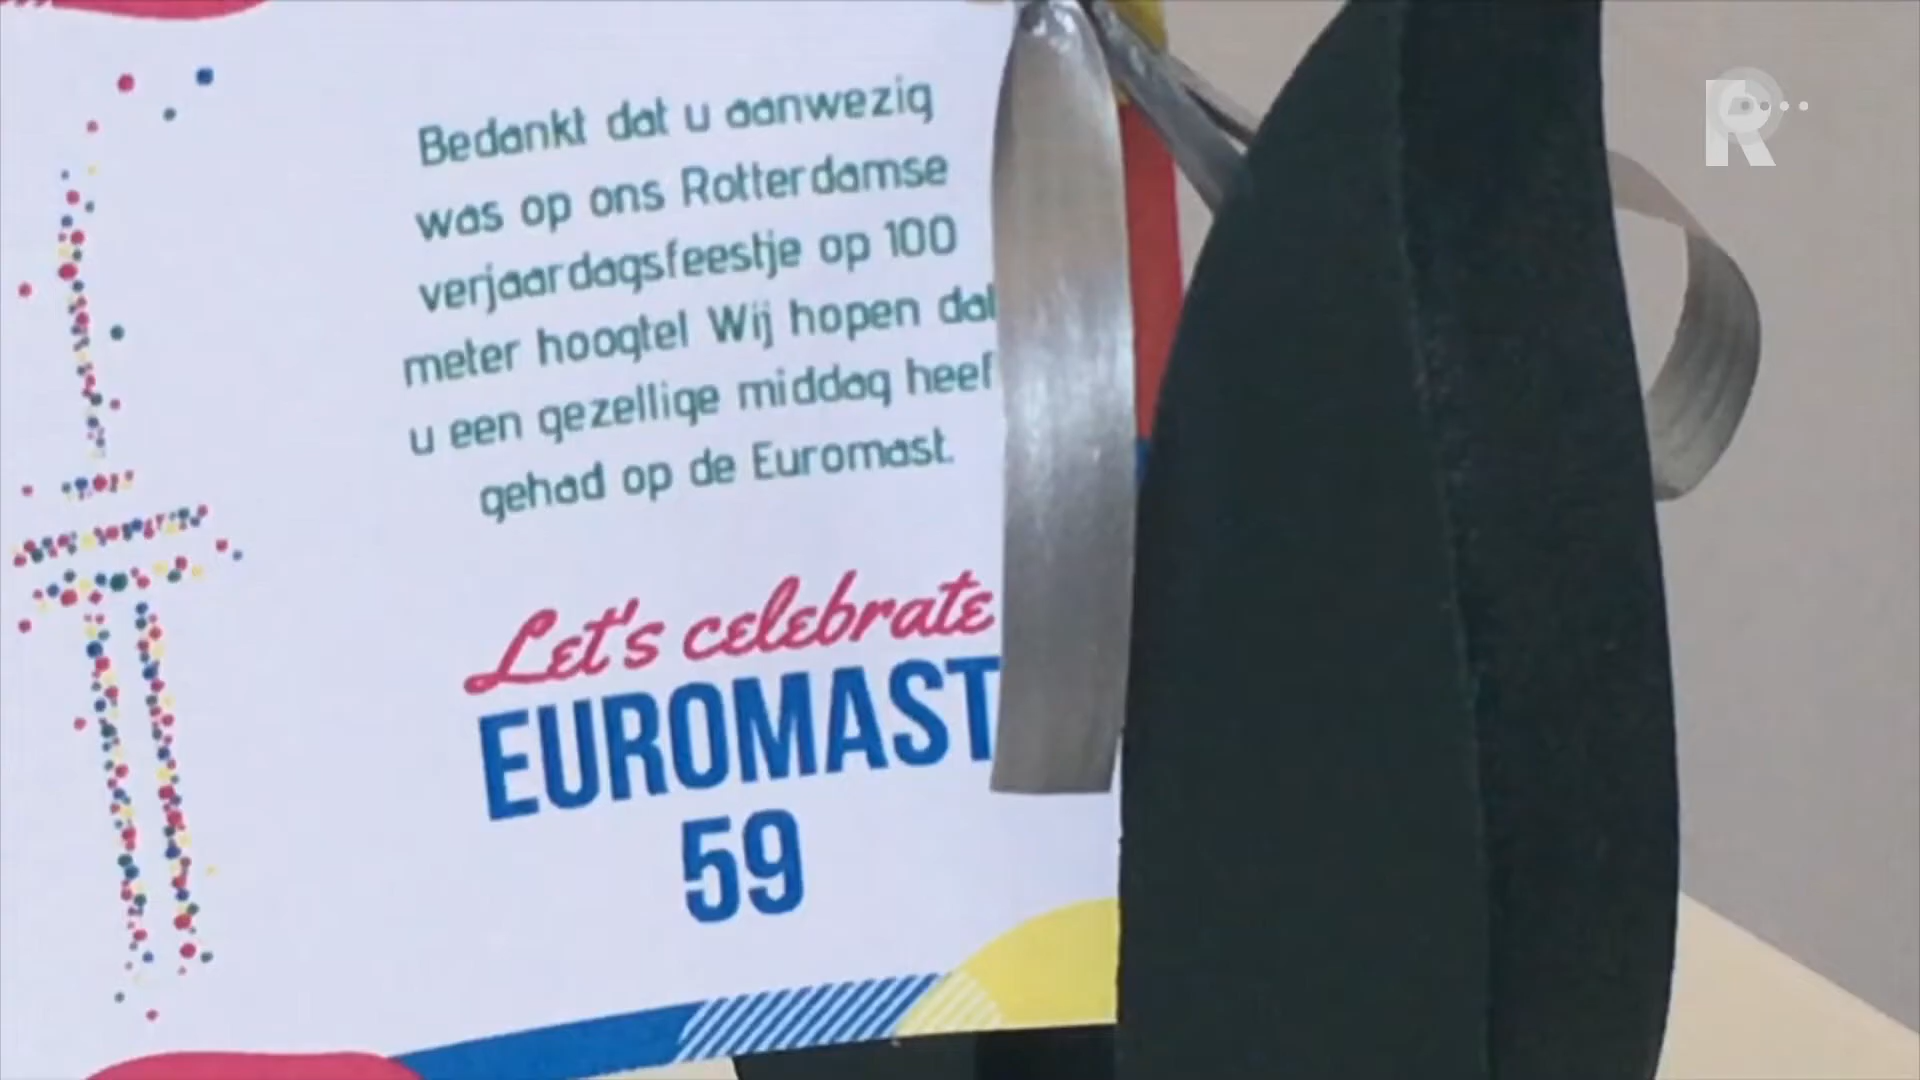 Bedankt dat u aanwezig
was op ons Rotterdamse
verjaardagsfeestje op 100
meter hoogte! Wij hopen dat
u een gezellige middag heef
gehad op de Euromast.
Let's celebrate
EUROMAST
59
R